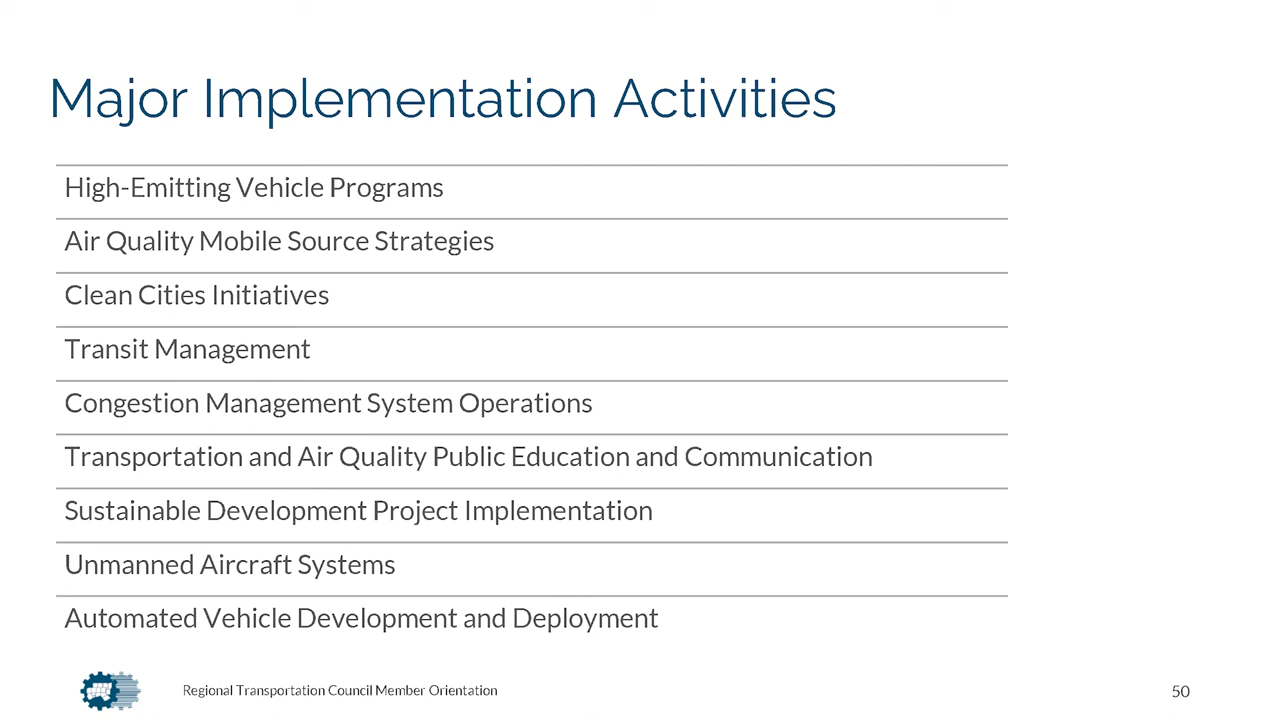 Major Implementation Activities
High-Emitting Vehicle Programs
Air Quality Mobile Source Strategies
Clean Cities Initiatives
Transit Management
Congestion Management System Operations
Transportation and Air Quality Public Education and Communication
Sustainable Development Project Implementation
Unmanned Aircraft Systems
Automated Vehicle Development and Deployment
Regional Transportation Council Member Orientation
50